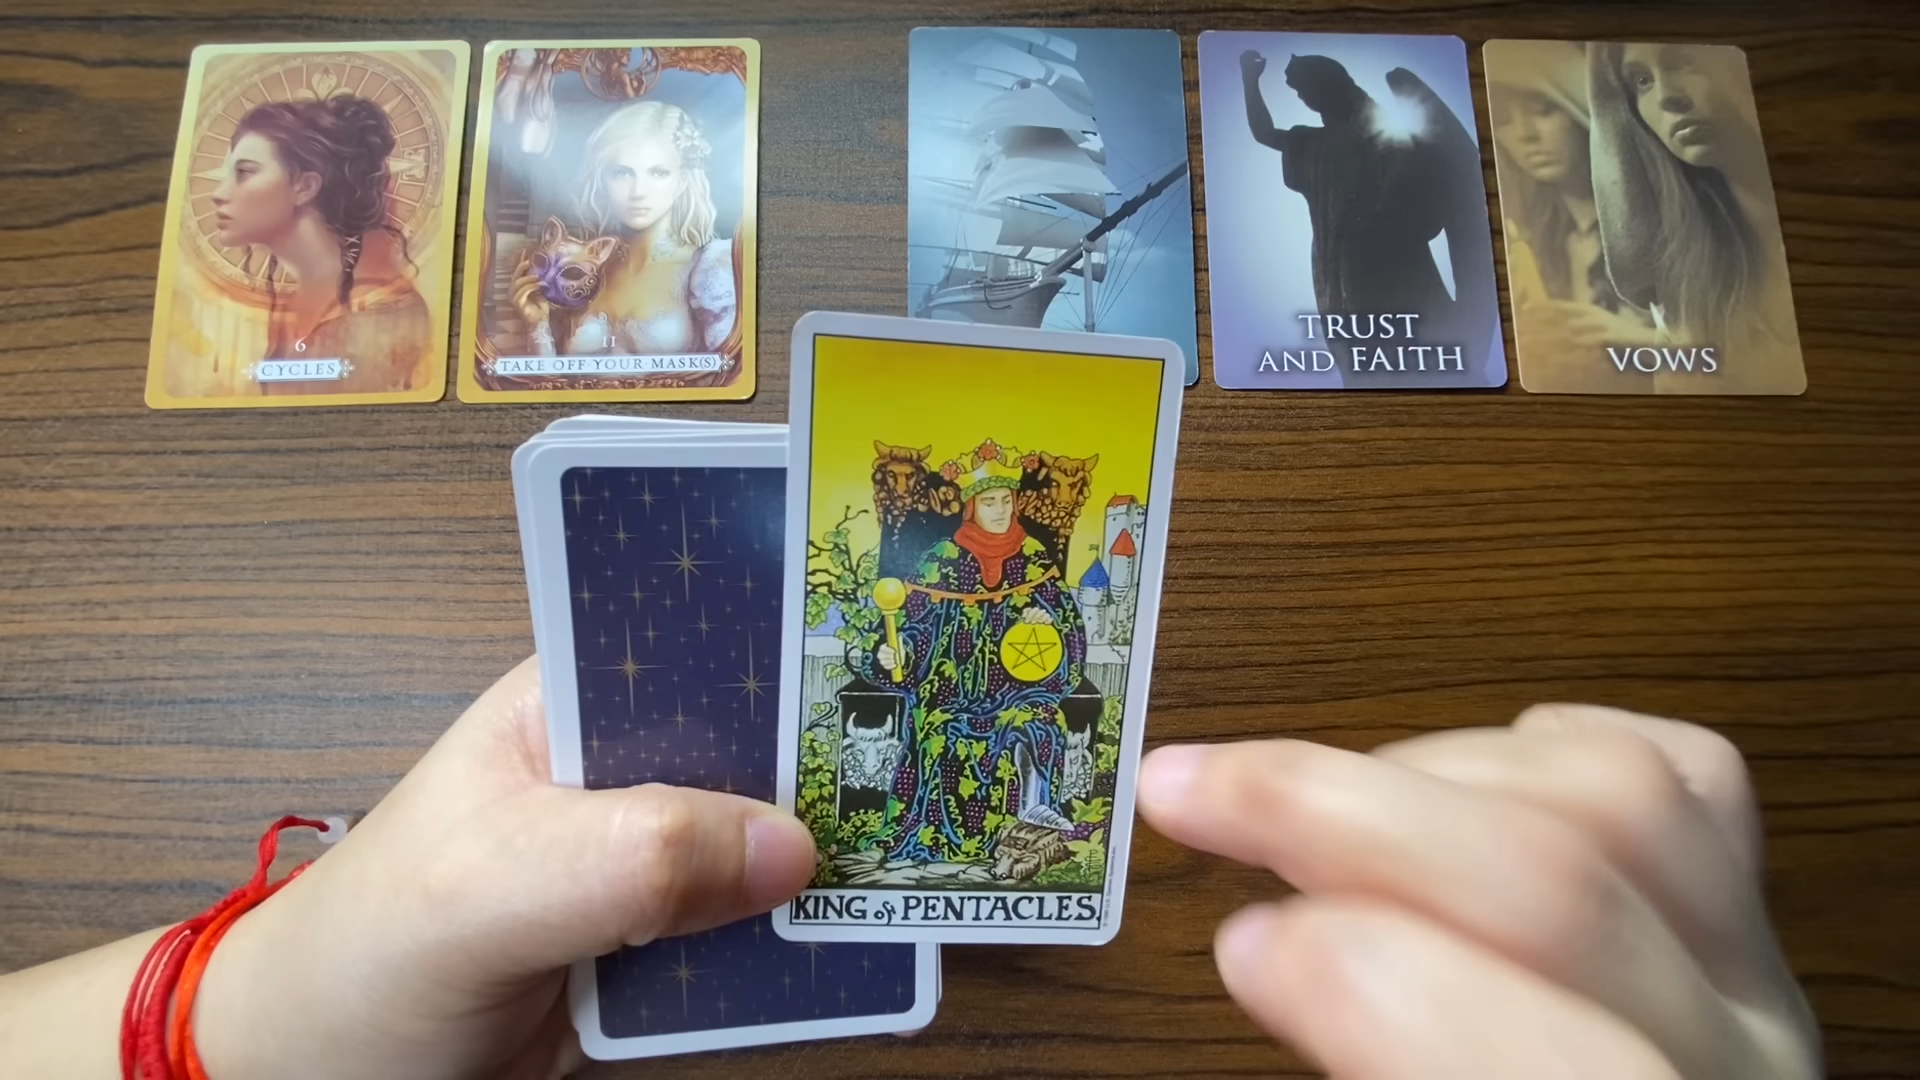 6
CYCLES
11
TAKE OFF YOUR MASK(S)
TRUST
AND FAITH
VOWS
KING of PENTACLES.